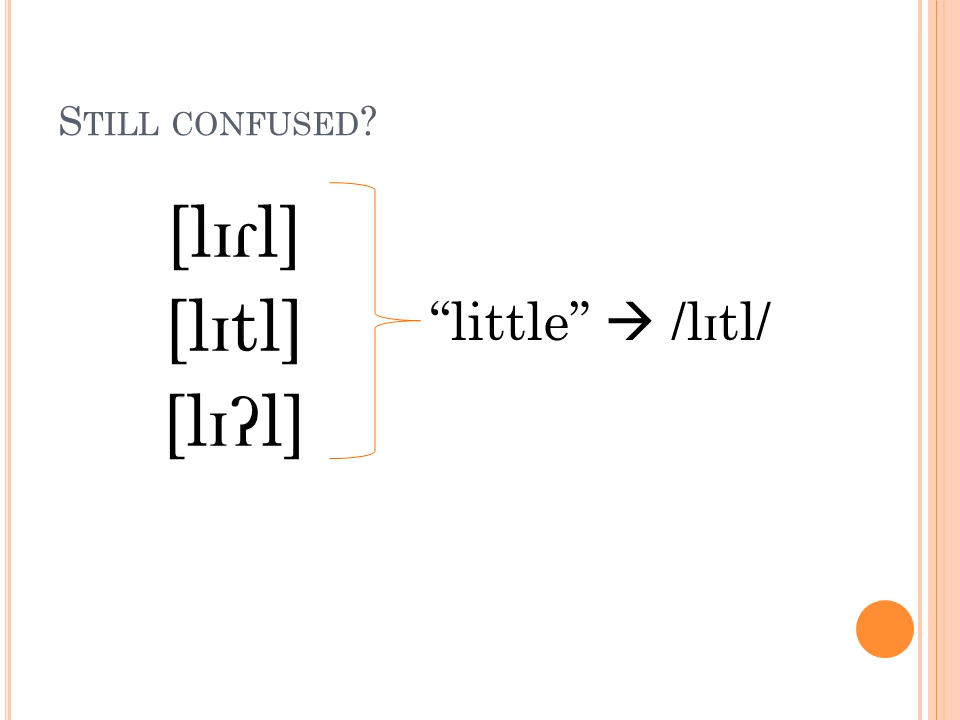 STILL CONFUSED?
[lɪɾl]
[lɪtl]
[lɪʔl]
“little” → /lɪtl/